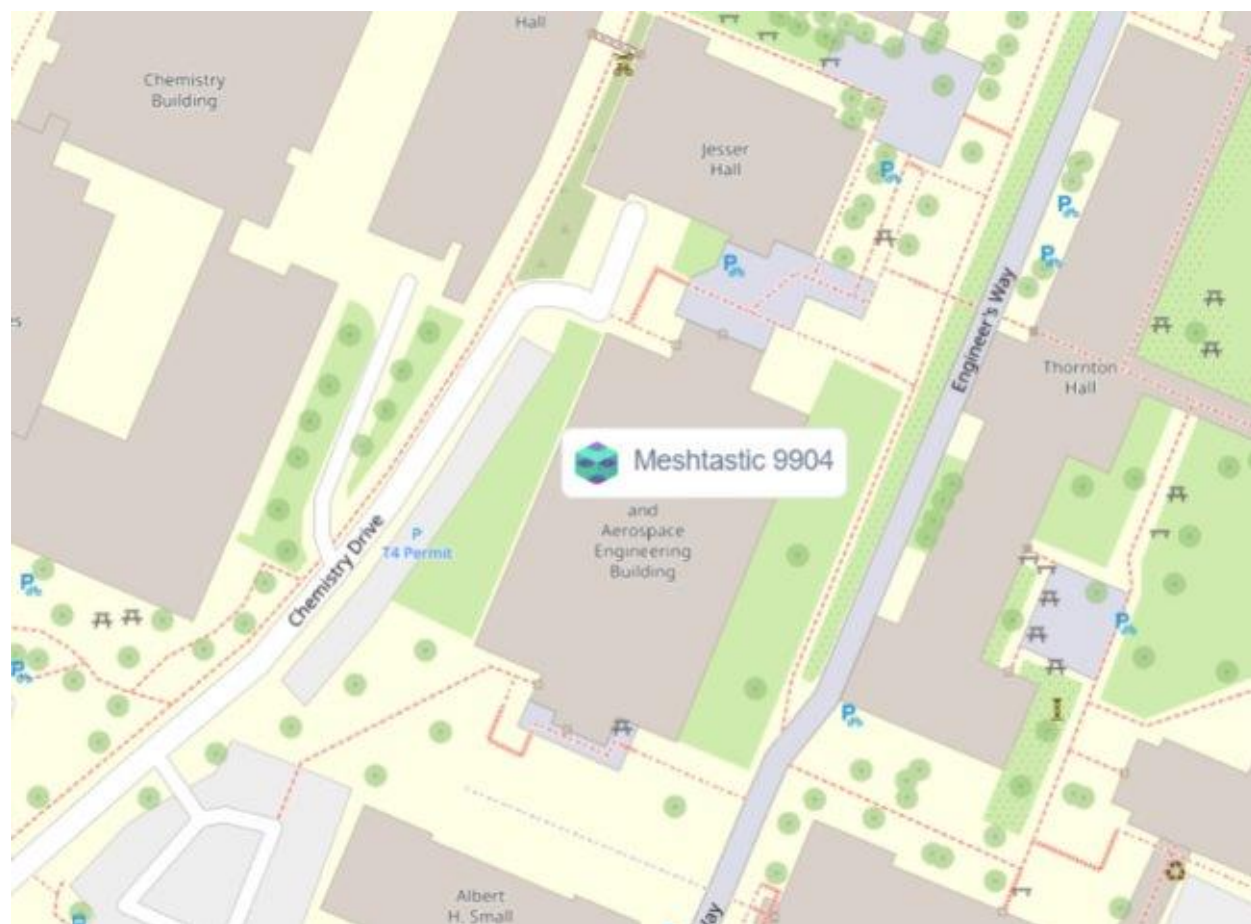 Hall
Chemistry
Building
Jesser
Hall
P
P
P
P
Engineer's Way
es
Thornton
Hall
Meshtastic 9904
and
Aerospace
Engineering
Building
P
T4 Permit
Chemistry Drive
P
P
P
P
Albert
H. Small
Way